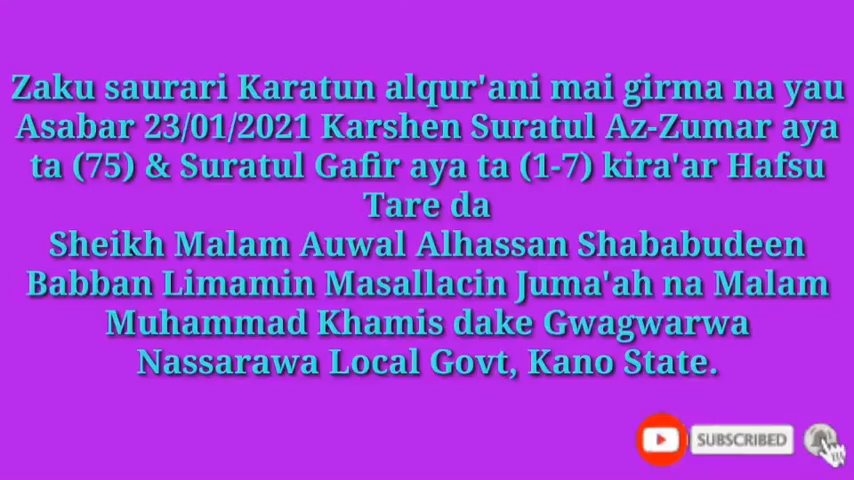 Zaku saurari Karatun alqur'ani mai girma na yau
Asabar 23/01/2021 Karshen Suratul Az-Zumar aya
ta (75) & Suratul Gafir aya ta (1-7) kira'ar Hafsu
Tare da
Sheikh Malam Auwal Alhassan Shababudeen
Babban Limamin Masallacin Juma'ah na Malam
Muhammad Khamis dake Gwagwarwa
Nassarawa Local Govt, Kano State.
SUBSCRIBED